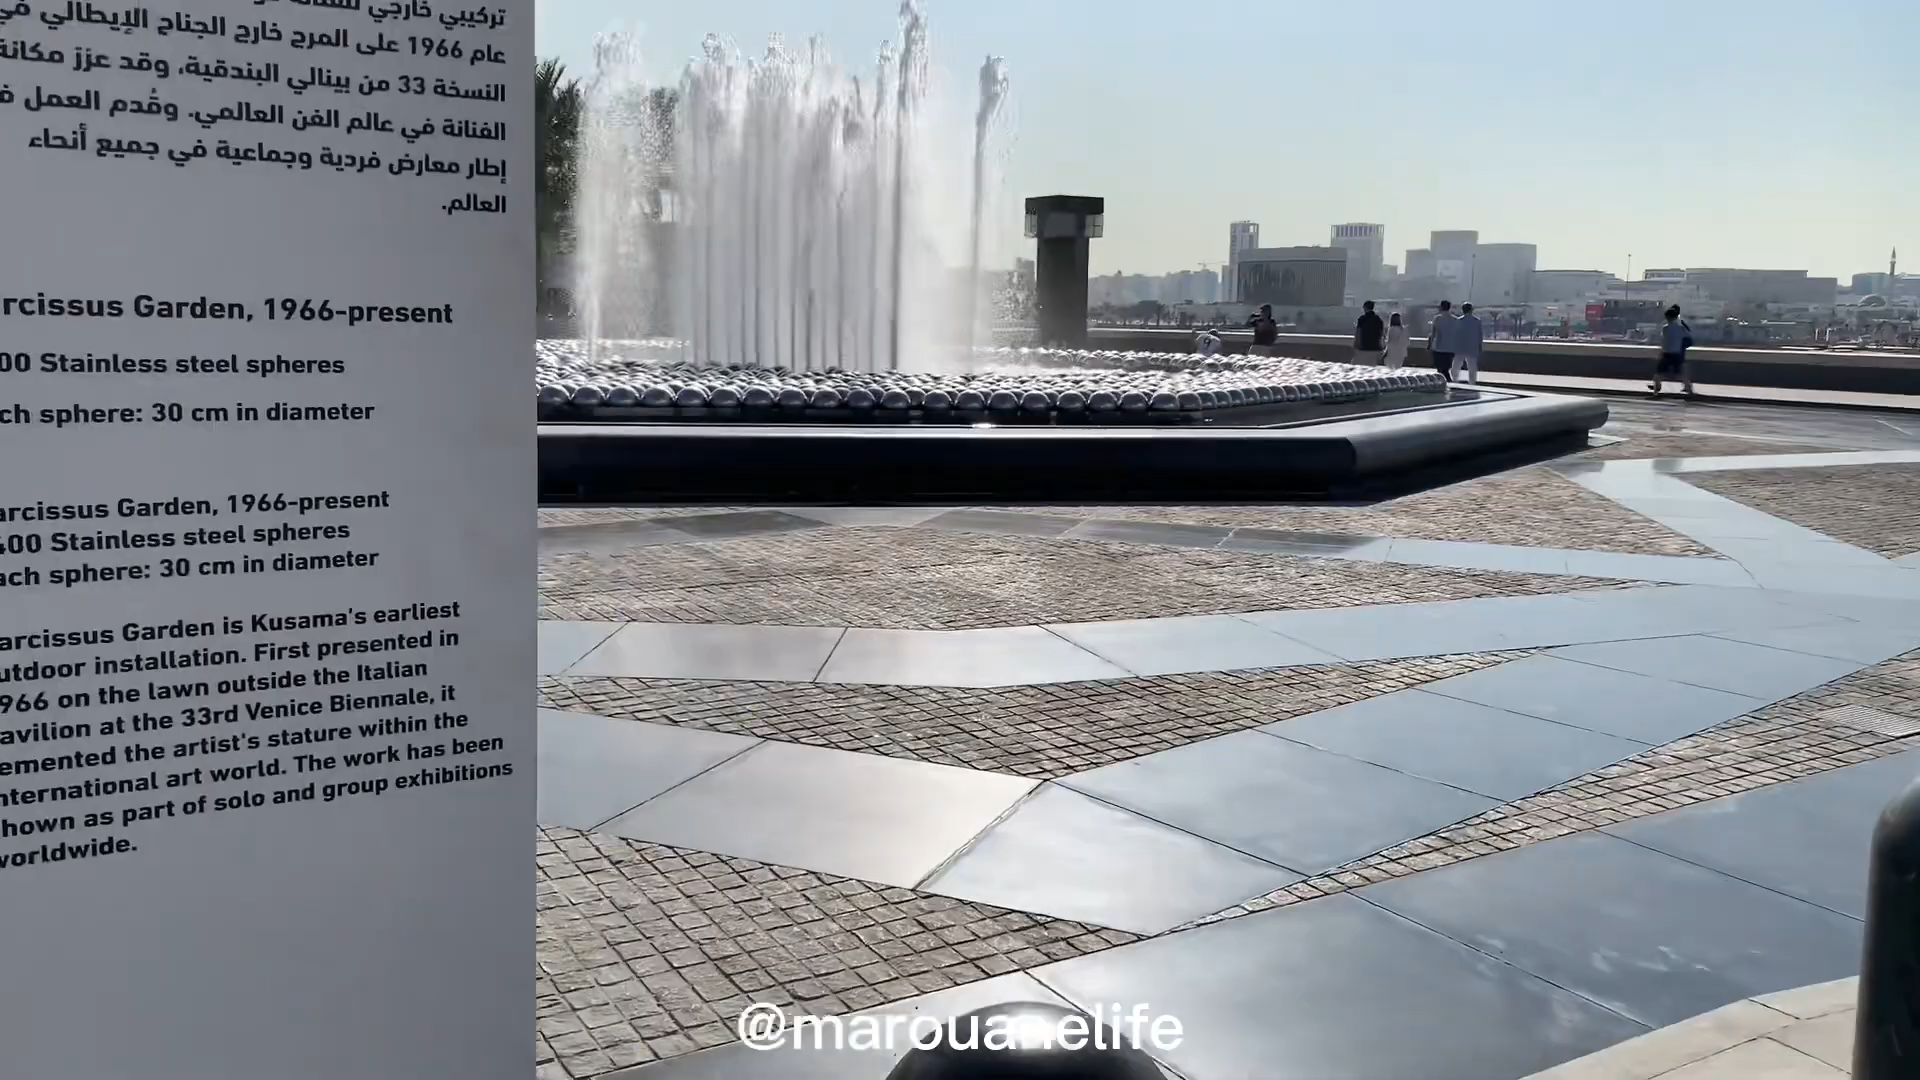 تركيبي خارجي
عام 1966 على المرج خارج الجناح الإيطالي في
النسخة 33 من بينالي البندقية، وقد عزز مكانة
الفنانة في عالم الفن العالمي. وقُدم العمل
إطار معارض فردية وجماعية في جميع أنحاء
العالم.
rcissus Garden, 1966-present
00 Stainless steel spheres
ch sphere: 30 cm in diameter
arcissus Garden, 1966-present
400 Stainless steel spheres
ach sphere: 30 cm in diameter
arcissus Garden is Kusama's earliest
utdoor installation. First presented in
966 on the lawn outside the Italian
avilion at the 33rd Venice Biennale, it
emented the artist's stature within the
nternational art world. The work has been
hown as part of solo and group exhibitions
worldwide.
@marouanelife